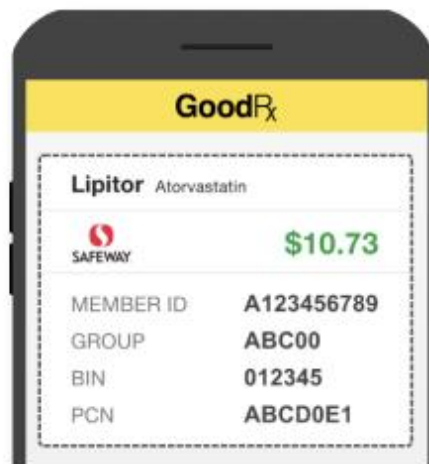 GoodRx
Lipitor Atorvastatin
SAFEWAY $10.73
MEMBER ID A123456789
GROUP ABC00
BIN 012345
PCN ABCD0E1